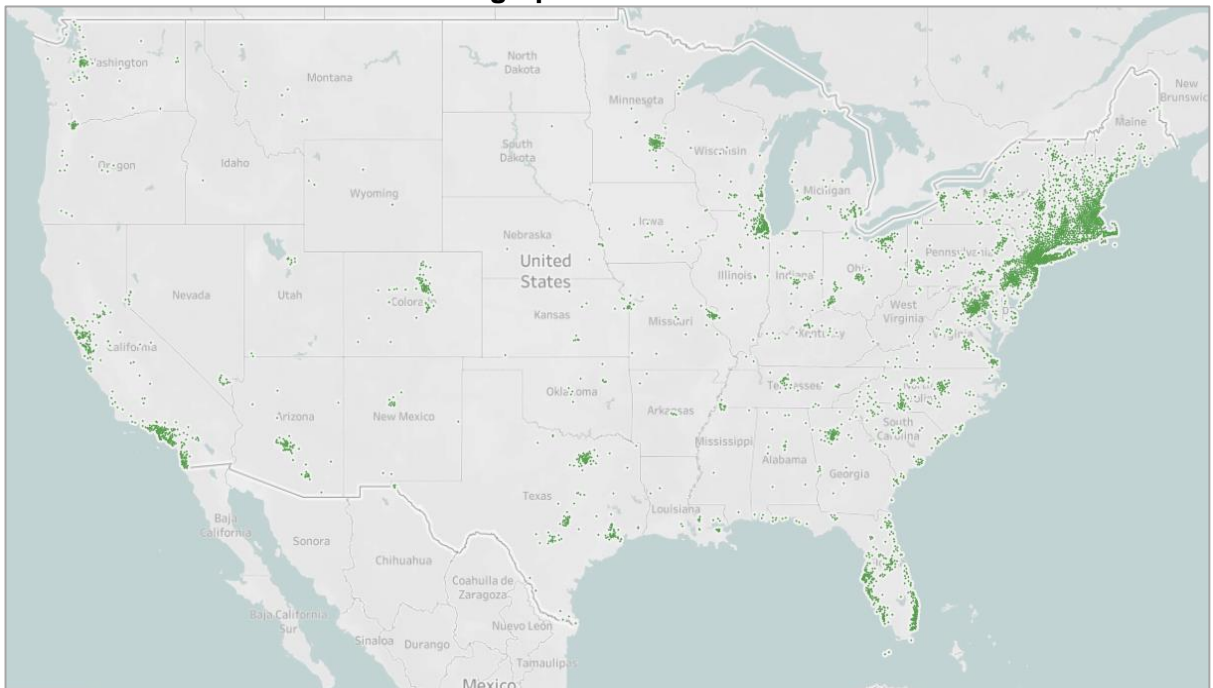 Washington
Montana
North
Dakota
Minnesota
New
Brunswic
Maine
South
Dakota
Wisconsin
Oregon
Idaho
Wyoming
Michigan
Iowa
Nebraska
United
States
Pennsylvania
Nevada
Utah
Colorado
Illinois
Indiana
Ohio
West
Virginia
Kansas
Missouri
Kentucky
Virginia
California
Oklahoma
Tennessee
North
Arizona
New Mexico
Arkansas
South
Carolina
Mississippi
Alabama
Georgia
Texas
Louisiana
Baja
California
Sonora
Chihuahua
Coahuila de
Zaragoza
Baja California
Sur
Nuevo León
Sinaloa
Durango
Tamaulipas
Mexico